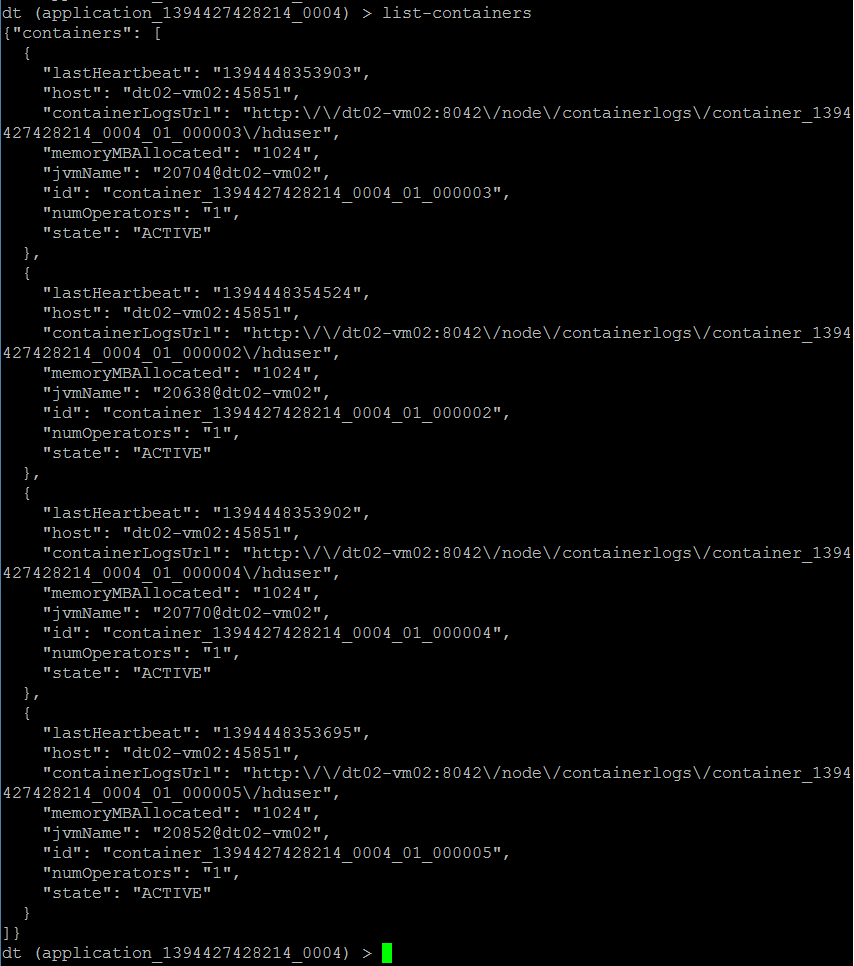 dt (application_1394427428214_0004) > list-containers
{"containers": [
  {
    "lastHeartbeat": "1394448353903",
    "host": "dt02-vm02:45851",
    "containerLogsUrl": "http:\/\/dt02-vm02:8042\/node\/containerlogs\/container_1394
427428214_0004_01_000003\/hduser",
    "memoryMBAllocated": "1024",
    "jvmName": "20704@dt02-vm02",
    "id": "container_1394427428214_0004_01_000003",
    "numOperators": "1",
    "state": "ACTIVE"
  },
  {
    "lastHeartbeat": "1394448354524",
    "host": "dt02-vm02:45851",
    "containerLogsUrl": "http:\/\/dt02-vm02:8042\/node\/containerlogs\/container_1394
427428214_0004_01_000002\/hduser",
    "memoryMBAllocated": "1024",
    "jvmName": "20638@dt02-vm02",
    "id": "container_1394427428214_0004_01_000002",
    "numOperators": "1",
    "state": "ACTIVE"
  },
  {
    "lastHeartbeat": "1394448353902",
    "host": "dt02-vm02:45851",
    "containerLogsUrl": "http:\/\/dt02-vm02:8042\/node\/containerlogs\/container_1394
427428214_0004_01_000004\/hduser",
    "memoryMBAllocated": "1024",
    "jvmName": "20770@dt02-vm02",
    "id": "container_1394427428214_0004_01_000004",
    "numOperators": "1",
    "state": "ACTIVE"
  },
  {
    "lastHeartbeat": "1394448353695",
    "host": "dt02-vm02:45851",
    "containerLogsUrl": "http:\/\/dt02-vm02:8042\/node\/containerlogs\/container_1394
427428214_0004_01_000005\/hduser",
    "memoryMBAllocated": "1024",
    "jvmName": "20852@dt02-vm02",
    "id": "container_1394427428214_0004_01_000005",
    "numOperators": "1",
    "state": "ACTIVE"
  }
]}
dt (application_1394427428214_0004) >